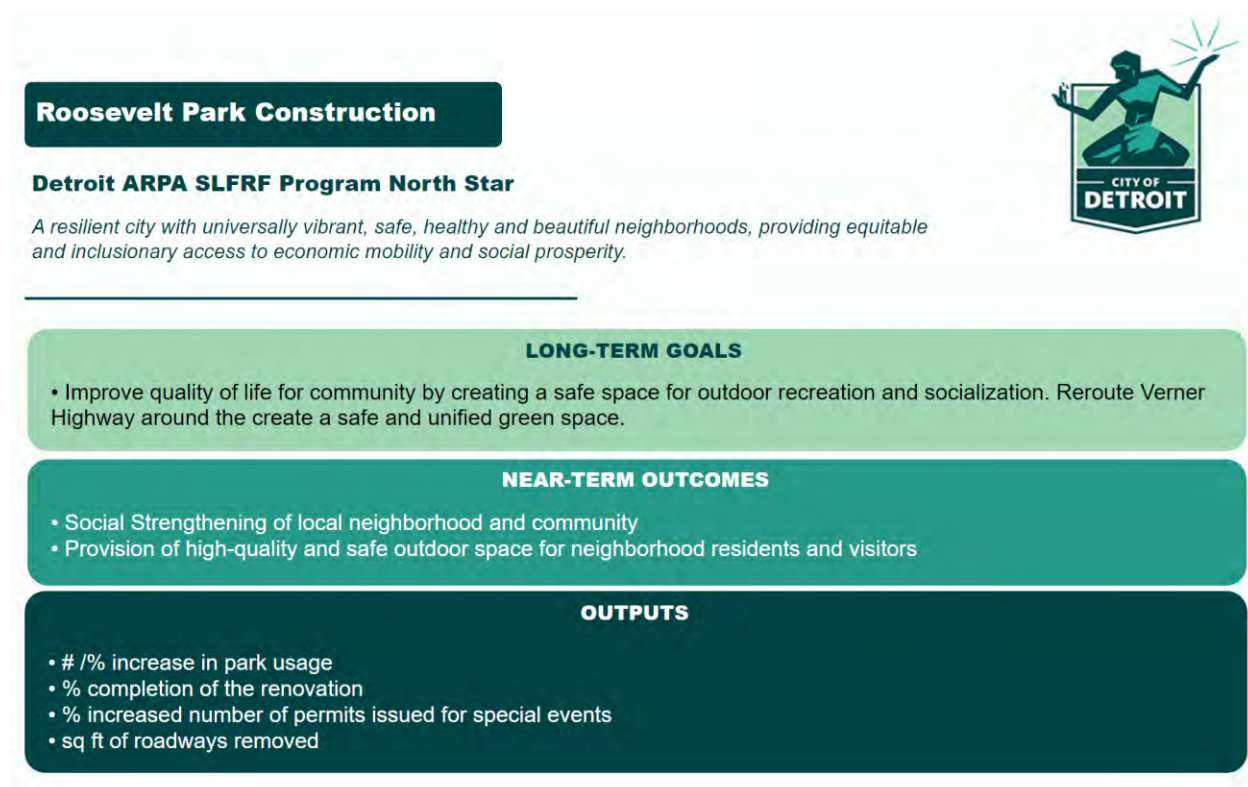 Roosevelt Park Construction
CITY OF
DETROIT
Detroit ARPA SLFRF Program North Star
A resilient city with universally vibrant, safe, healthy and beautiful neighborhoods, providing equitable
and inclusionary access to economic mobility and social prosperity.
LONG-TERM GOALS
• Improve quality of life for community by creating a safe space for outdoor recreation and socialization. Reroute Verner
Highway around the create a safe and unified green space.
NEAR-TERM OUTCOMES
• Social Strengthening of local neighborhood and community
• Provision of high-quality and safe outdoor space for neighborhood residents and visitors
OUTPUTS
• # /% increase in park usage
• % completion of the renovation
• % increased number of permits issued for special events
• sq ft of roadways removed